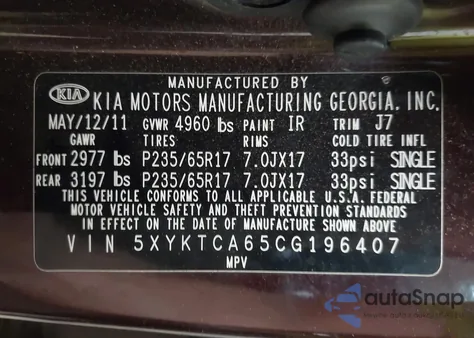 MANUFACTURED BY
KIA KIA MOTORS MANUFACTURING GEORGIA. INC.
MAY/12/11 GVWR 4960 lbs PAINT IR TRIM J7
GAWR TIRES RIMS COLD TIRE INFL
FRONT 2977 lbs P235/65R17 7.0JX17 33psi SINGLE
REAR 3197 lbs P235/65R17 7.0JX17 33psi SINGLE
THIS VEHICLE CONFORMS TO ALL APPLICABLE U.S.A. FEDERAL
MOTOR VEHICLE SAFETY AND THEFT PREVENTION STANDARDS
IN EFFECT ON THE DATE OF MANUFACTURE SHOWN ABOVE
VIN 5XYKTCA65CG196407
MPV
autaSnap